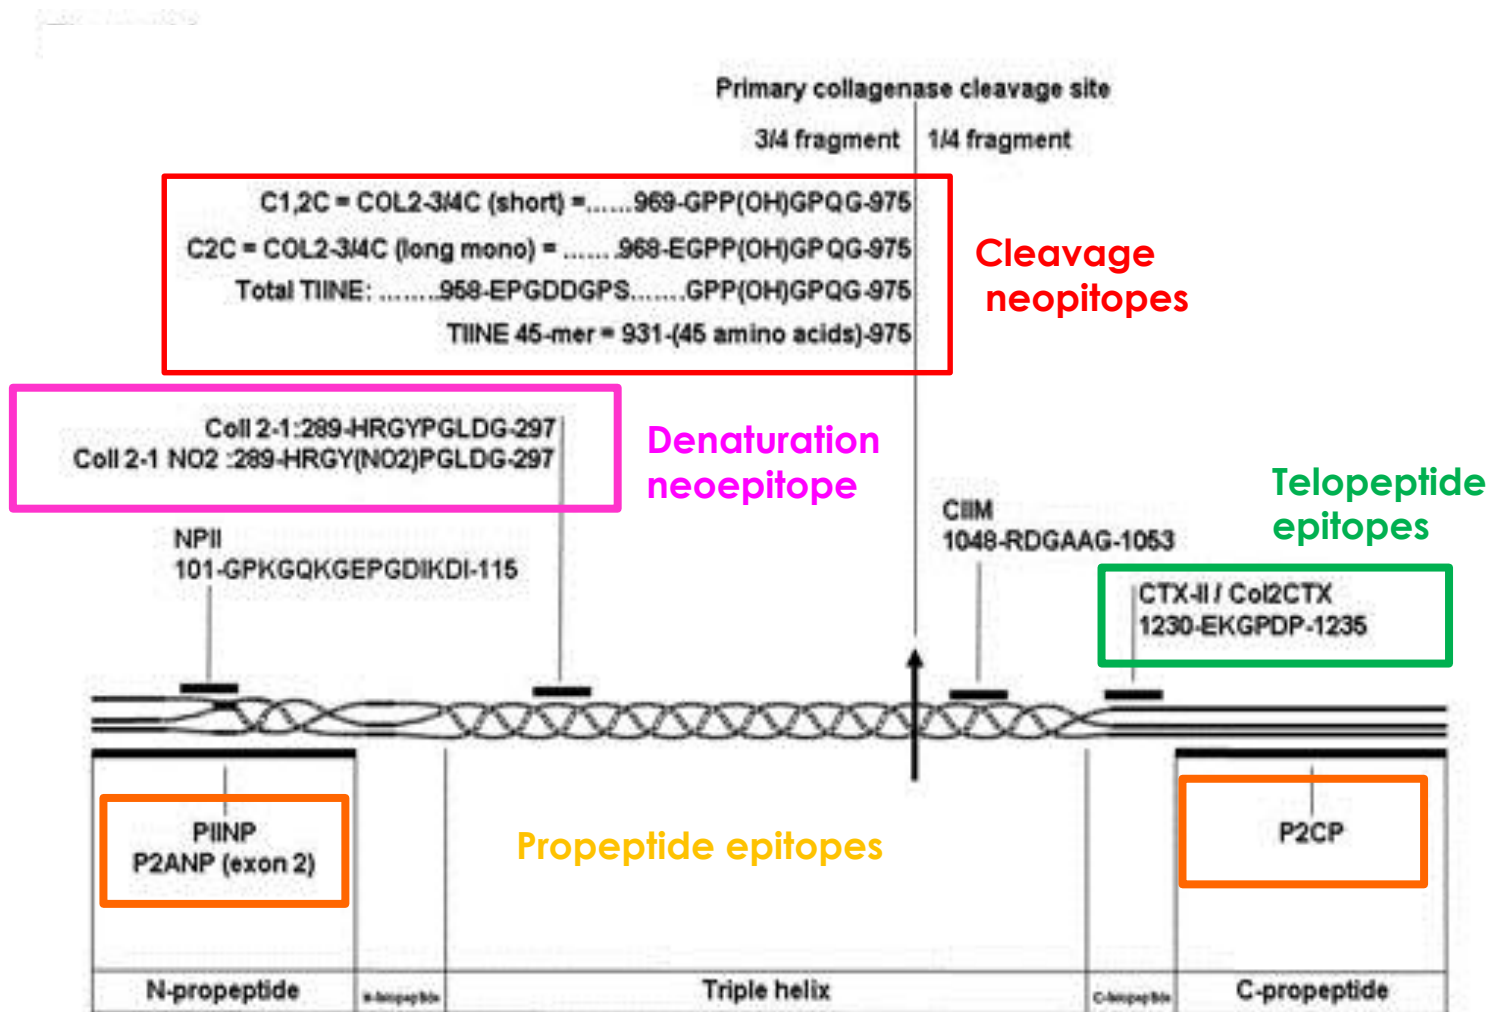 Primary collagenase cleavage site
3/4 fragment 1/4 fragment
C1,2C = COL2-3/4C (short) =......969-GPP(OH)GPQG-975
C2C = COL2-3/4C (long mono) = .......968-EGPP(OH)GPQG-975
Total TIINE: ........958-EPGDDGPS.......GPP(OH)GPQG-975
TIINE 45-mer = 931-(45 amino acids)-975
Cleavage
neopitopes
Coll 2-1:289-HRGYPGLDG-297
Coll 2-1 NO2 :289-HRGY(NO2)PGLDG-297
Denaturation
neoepitope
Telopeptide
epitopes
NPII
101-GPKGQKGEPGDIKDI-115
CIIM
1048-RDGAAG-1053
CTX-II / Col2CTX
1230-EKGPDP-1235
PIINP
P2ANP (exon 2)
Propeptide epitopes
P2CP
N-propeptide N-telopeptide Triple helix C-telopeptide C-propeptide